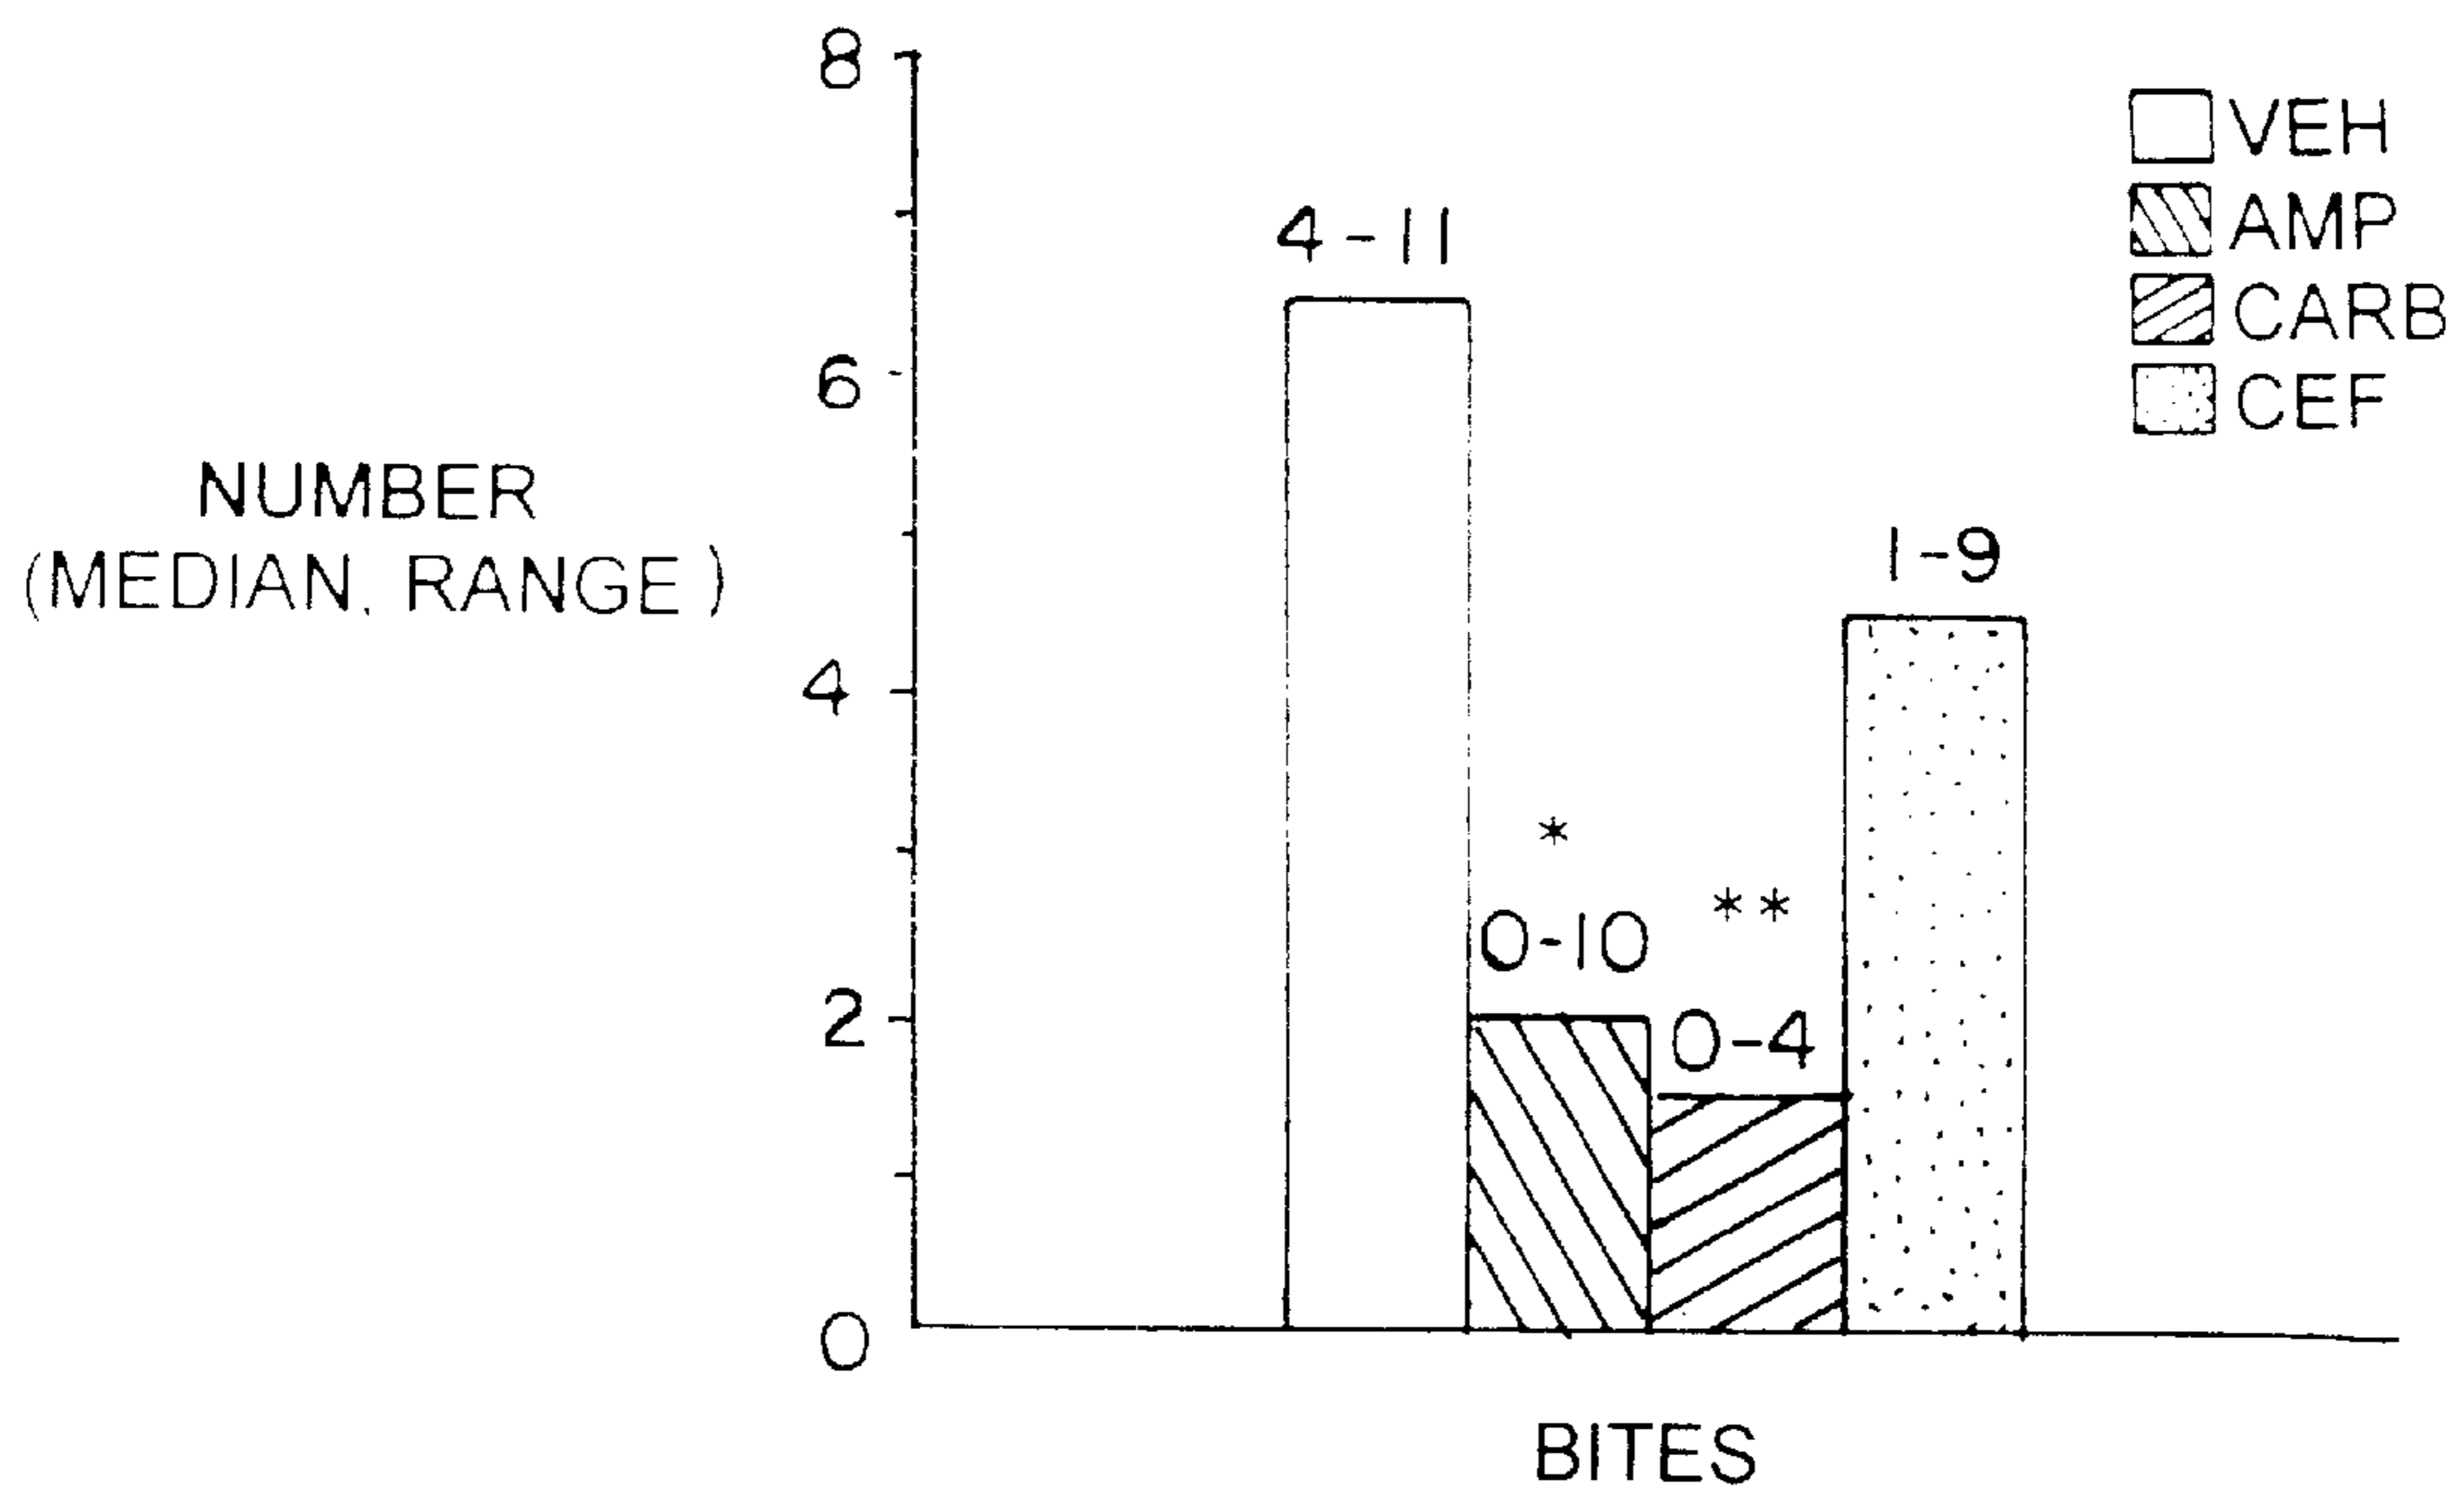 8
6
4
2
0
NUMBER
(MEDIAN, RANGE)
4-11
*
0-10
**
0-4
1-9
VEH
AMP
CARB
CEF
BITES